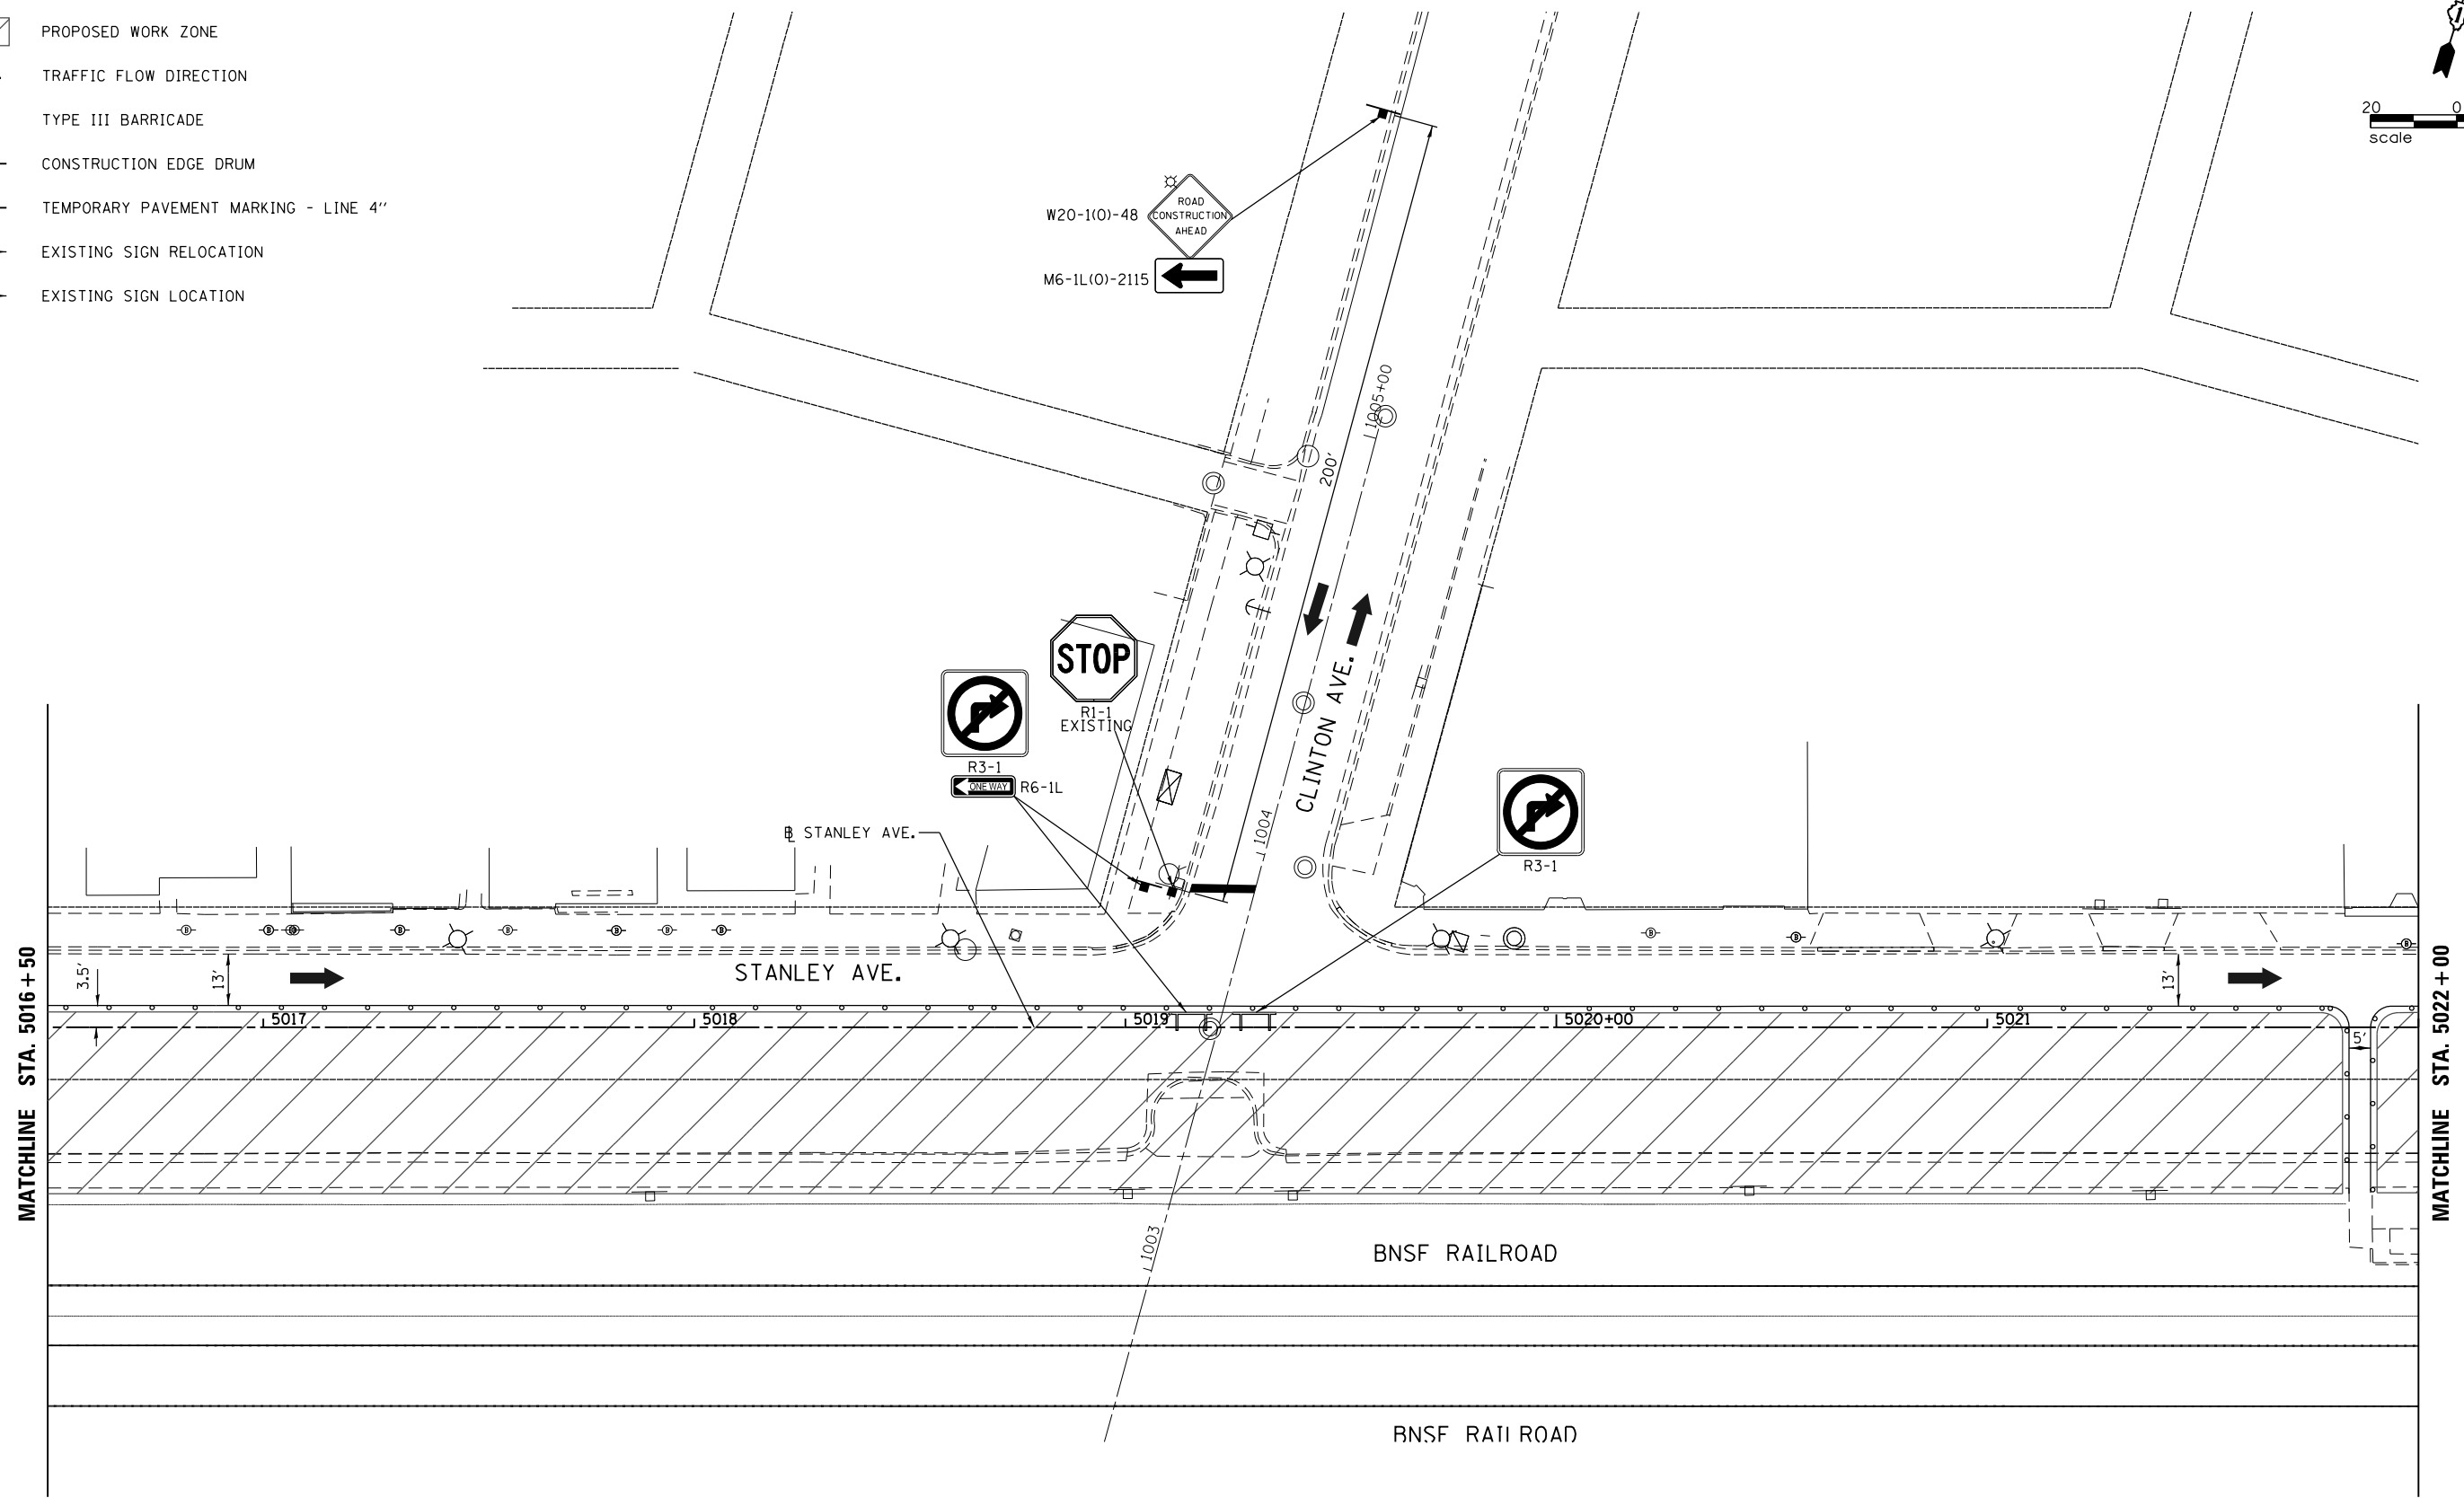 PROPOSED WORK ZONE
TRAFFIC FLOW DIRECTION
TYPE III BARRICADE
CONSTRUCTION EDGE DRUM
TEMPORARY PAVEMENT MARKING - LINE 4''
EXISTING SIGN RELOCATION
EXISTING SIGN LOCATION
20 0
scale
W20-1(O)-48
ROAD
CONSTRUCTION
AHEAD
M6-1L(O)-2115
1005+00
200'
STOP
R1-1
EXISTING
R3-1
ONE WAY
R6-1L
CLINTON AVE.
1004
R3-1
STANLEY AVE.
STANLEY AVE.
3.5'
13'
13'
5017
5018
5019
5020+00
5021
5'
MATCHLINE STA. 5016+50
MATCHLINE STA. 5022+00
1003
BNSF RAILROAD
BNSF RAILROAD